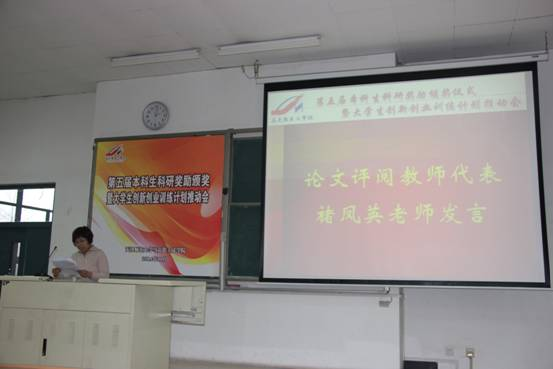 第五届本科生科研奖励颁奖
暨大学生创新创业训练计划推动会
第五届本科生科研奖励颁奖仪式
暨大学生创新创业训练计划推动会
论文评阅教师代表
褚凤英老师发言